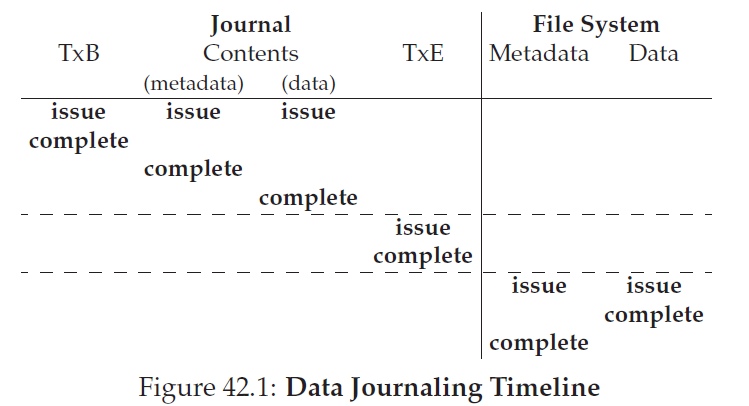 Journal File System
TxB Contents TxE Metadata Data
(metadata) (data)
issue issue issue
complete
complete
complete
issue
complete
issue issue
complete
complete
Figure 42.1: Data Journaling Timeline